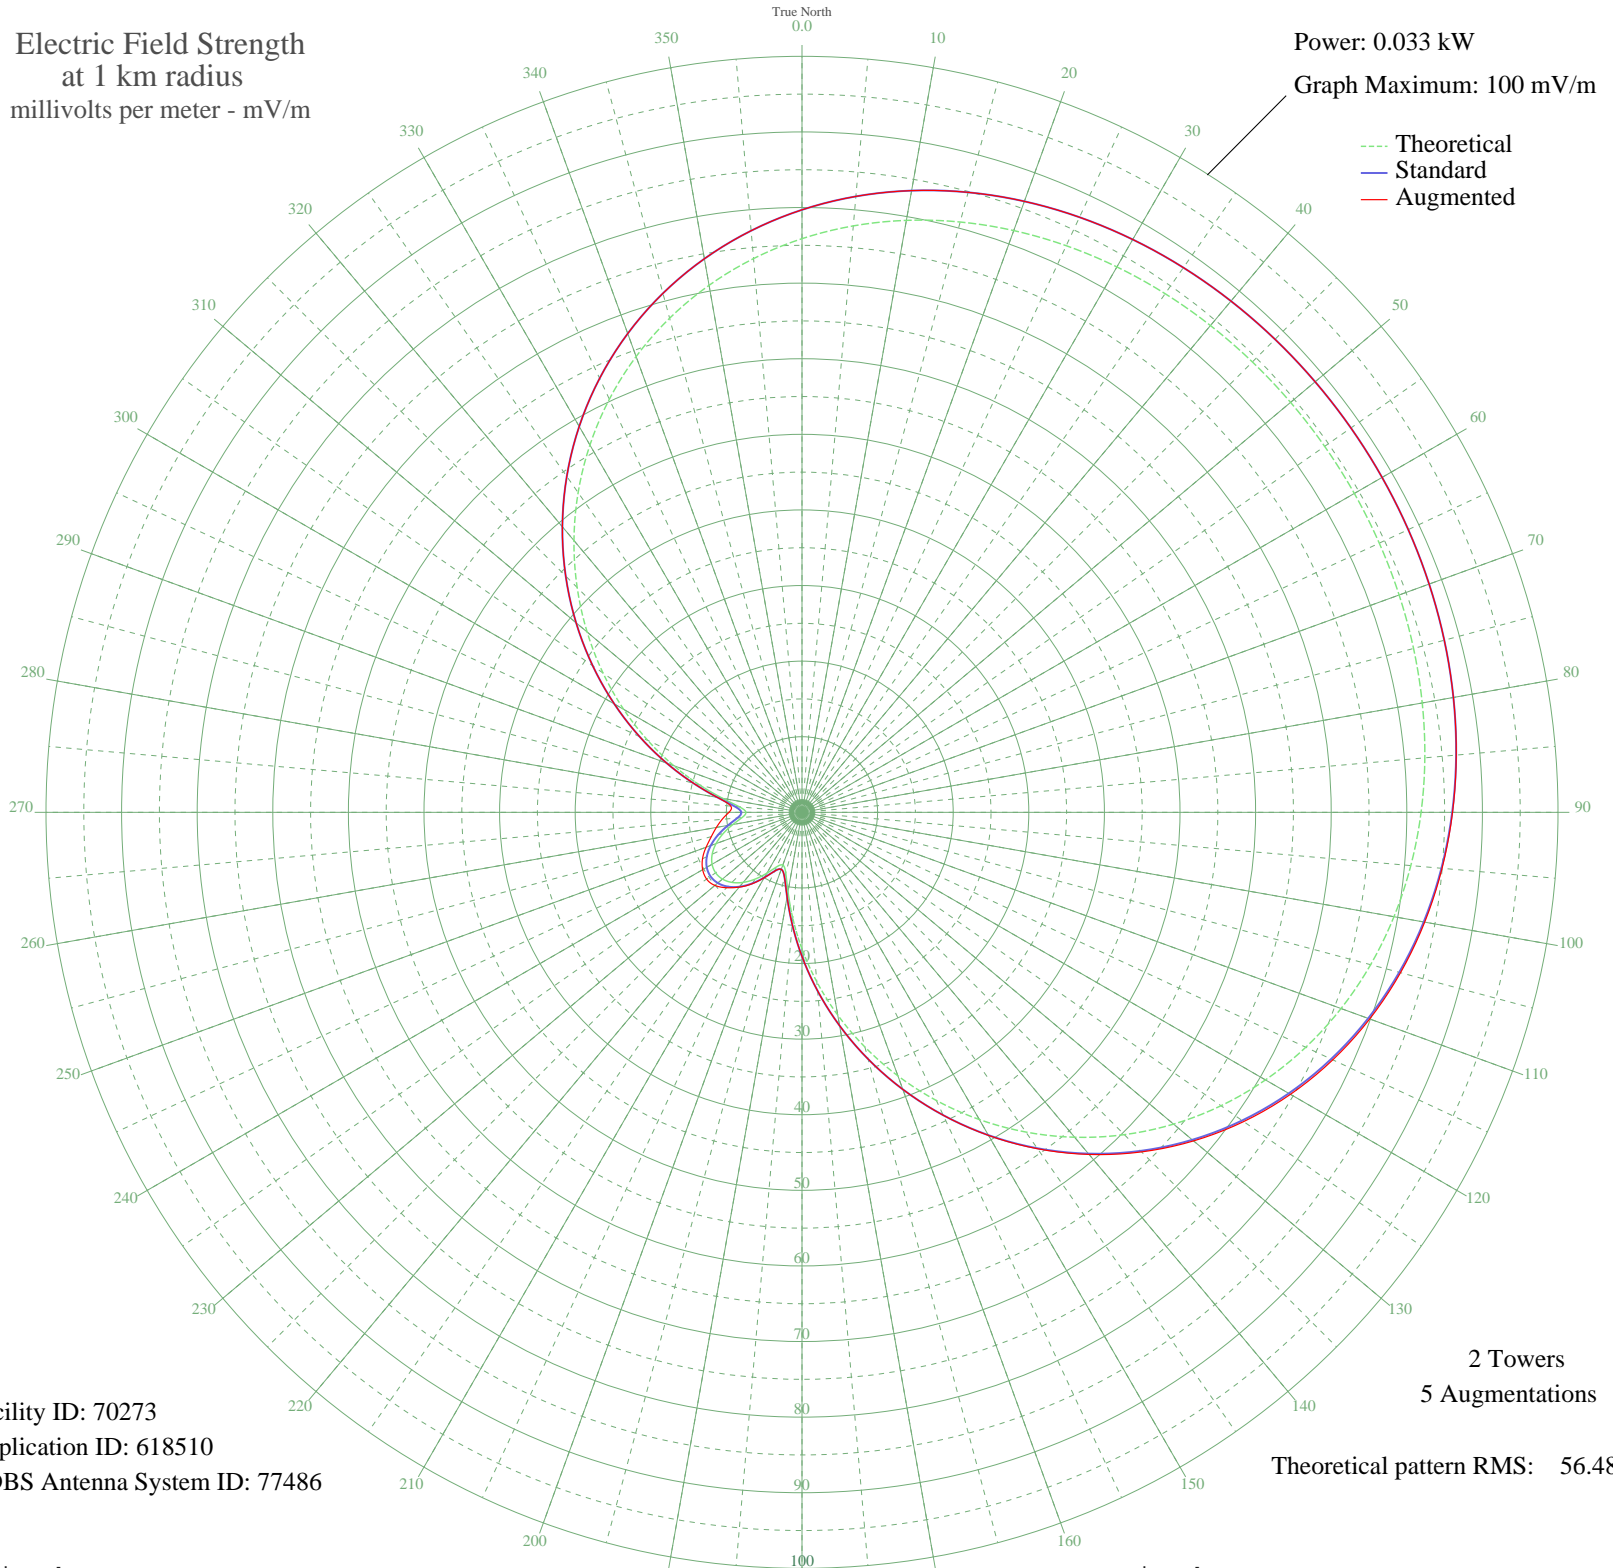 True North
Electric Field Strength
at 1 km radius
millivolts per meter - mV/m
Power: 0.033 kW
Graph Maximum: 100 mV/m
Theoretical
Standard
Augmented
0.0
10
20
30
40
50
60
70
80
90
100
110
120
130
140
150
160
200
210
220
230
240
250
260
270
280
290
300
310
320
330
340
350
20
30
40
50
60
70
80
90
100
2 Towers
5 Augmentations
Theoretical pattern RMS: 56.48
cility ID: 70273
plication ID: 618510
DBS Antenna System ID: 77486